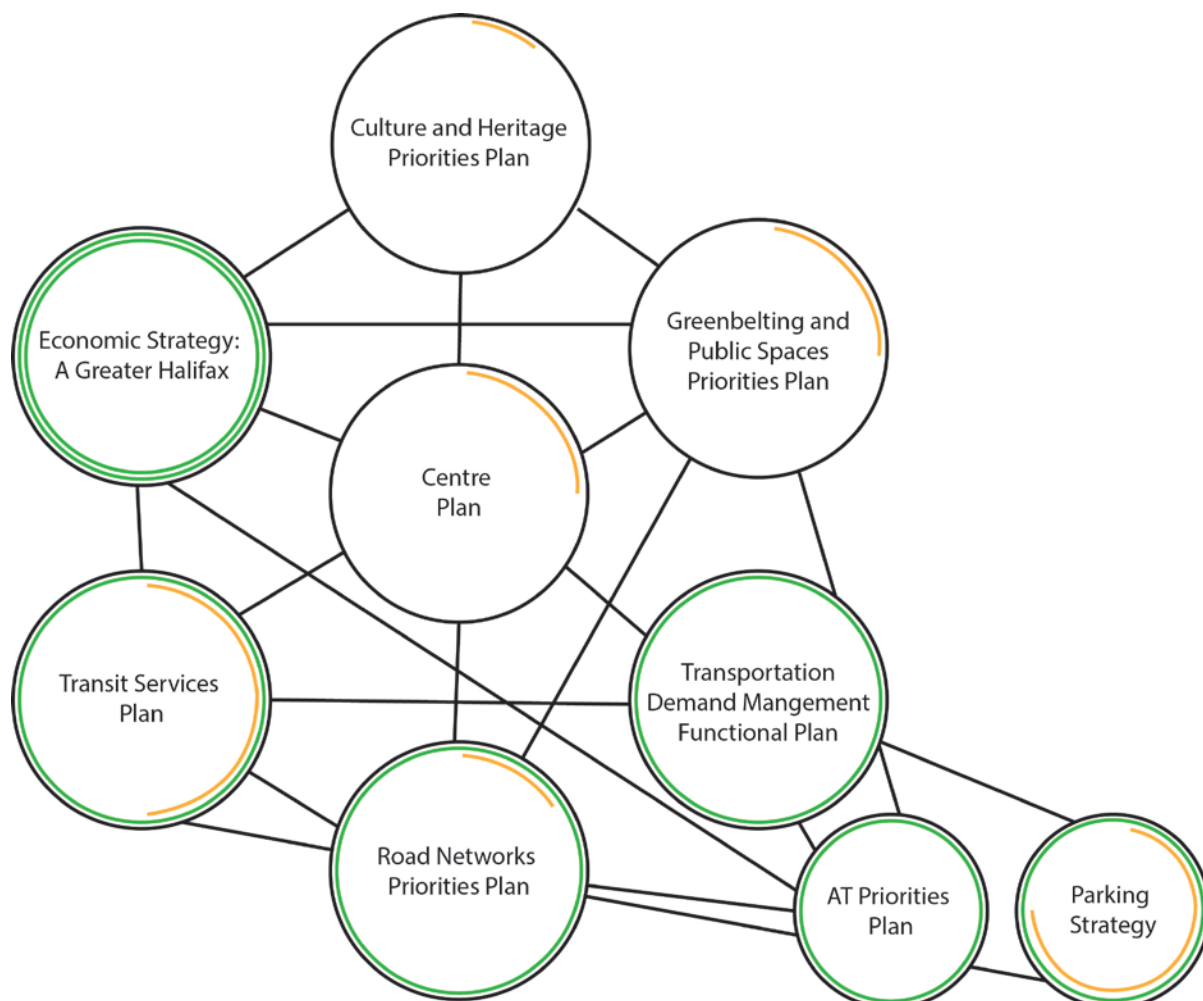 Culture and Heritage
Priorities Plan
Economic Strategy:
A Greater Halifax
Greenbelting and
Public Spaces
Priorities Plan
Centre
Plan
Transit Services
Plan
Transportation
Demand Mangement
Functional Plan
Road Networks
Priorities Plan
AT Priorities
Plan
Parking
Strategy